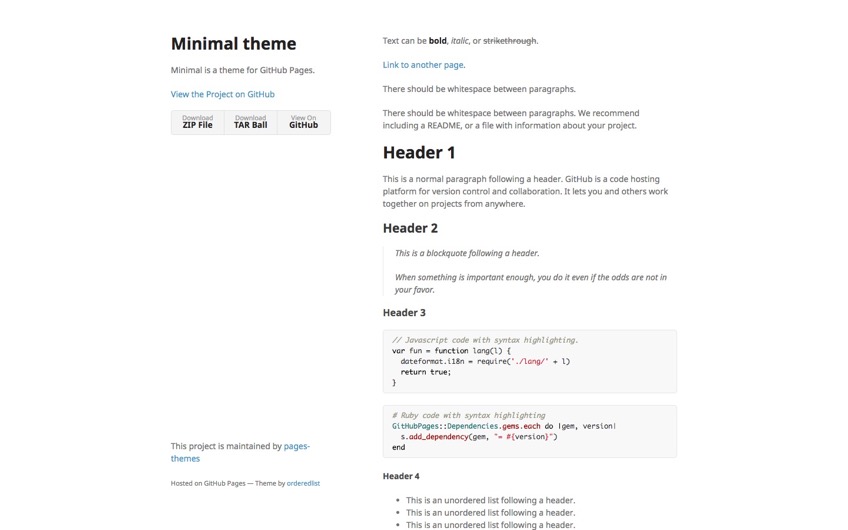 Minimal theme
Minimal is a theme for GitHub Pages.
View the Project on GitHub
Download
ZIP File
Download
TAR Ball
View On
GitHub
This project is maintained by pages-
themes
Hosted on GitHub Pages — Theme by orderedlist
Text can be bold, italic, or strikethrough.
Link to another page.
There should be whitespace between paragraphs.
There should be whitespace between paragraphs. We recommend
including a README, or a file with information about your project.
Header 1
This is a normal paragraph following a header. GitHub is a code hosting
platform for version control and collaboration. It lets you and others work
together on projects from anywhere.
Header 2
This is a blockquote following a header.
When something is important enough, you do it even if the odds are not in
your favor.
Header 3
// Javascript code with syntax highlighting.
var fun = function lang(l) {
  dateformat.i18n = require('./lang/' + l)
  return true;
}
# Ruby code with syntax highlighting
GitHubPages::Dependencies.gems.each do |gem, version|
  s.add_dependency(gem, "= #{version}")
end
Header 4
• This is an unordered list following a header.
• This is an unordered list following a header.
• This is an unordered list following a header.